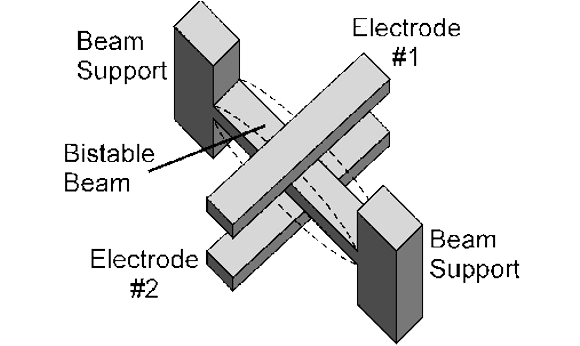 Beam
Support
Electrode
#1
Bistable
Beam
Electrode
#2
Beam
Support